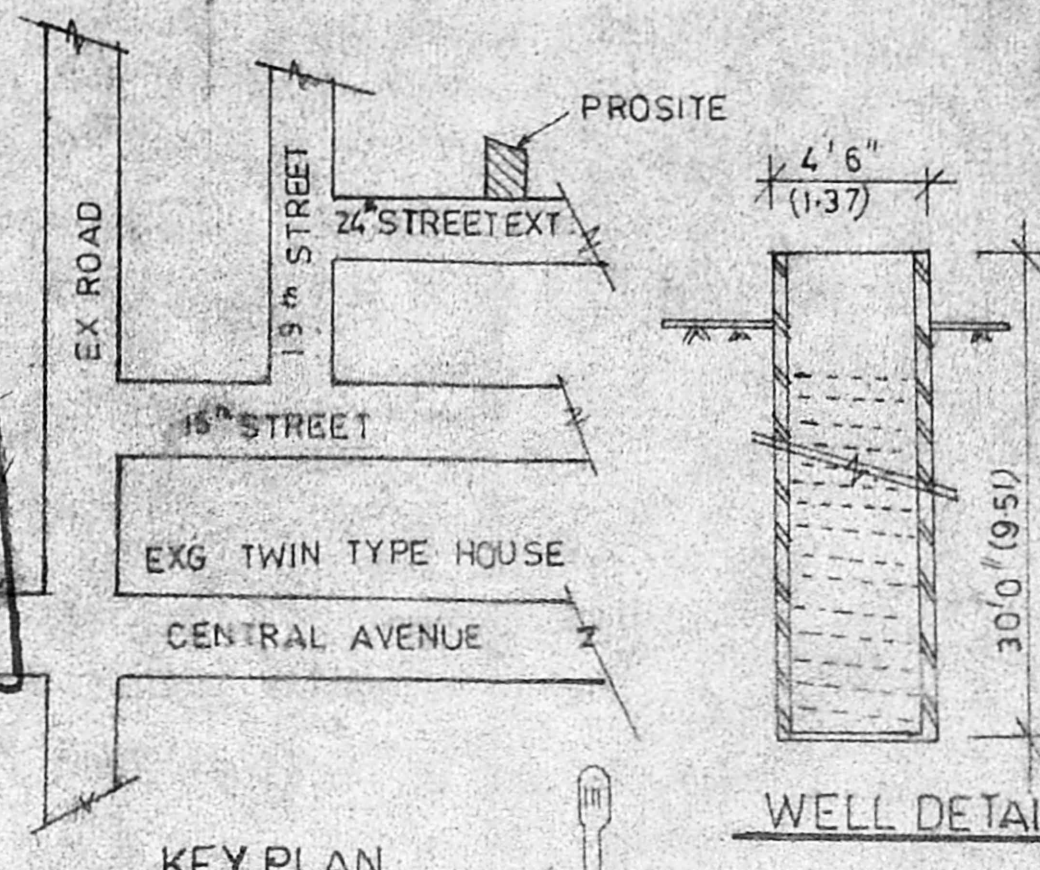 PROSITE
24th STREET EXT.
EX ROAD
19th STREET
15th STREET
EXG TWIN TYPE HOUSE
CENTRAL AVENUE
KEY PLAN
4'6"
(1.37)
30'0"(9.51)
WELL DETAI